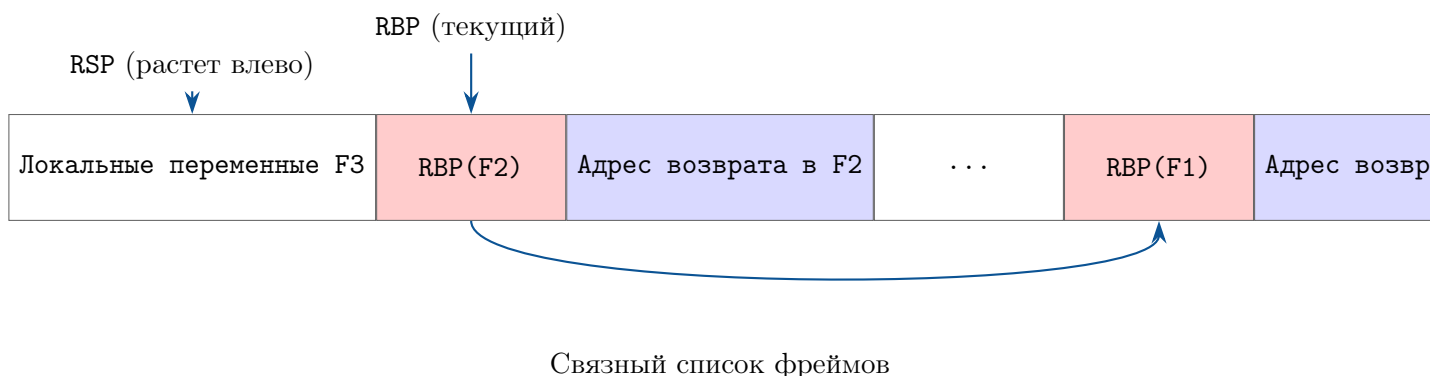 RBP (текущий)
RSP (растет влево)
Локальные переменные F3 RBP(F2) Адрес возврата в F2 ... RBP(F1) Адрес
Связный список фреймов